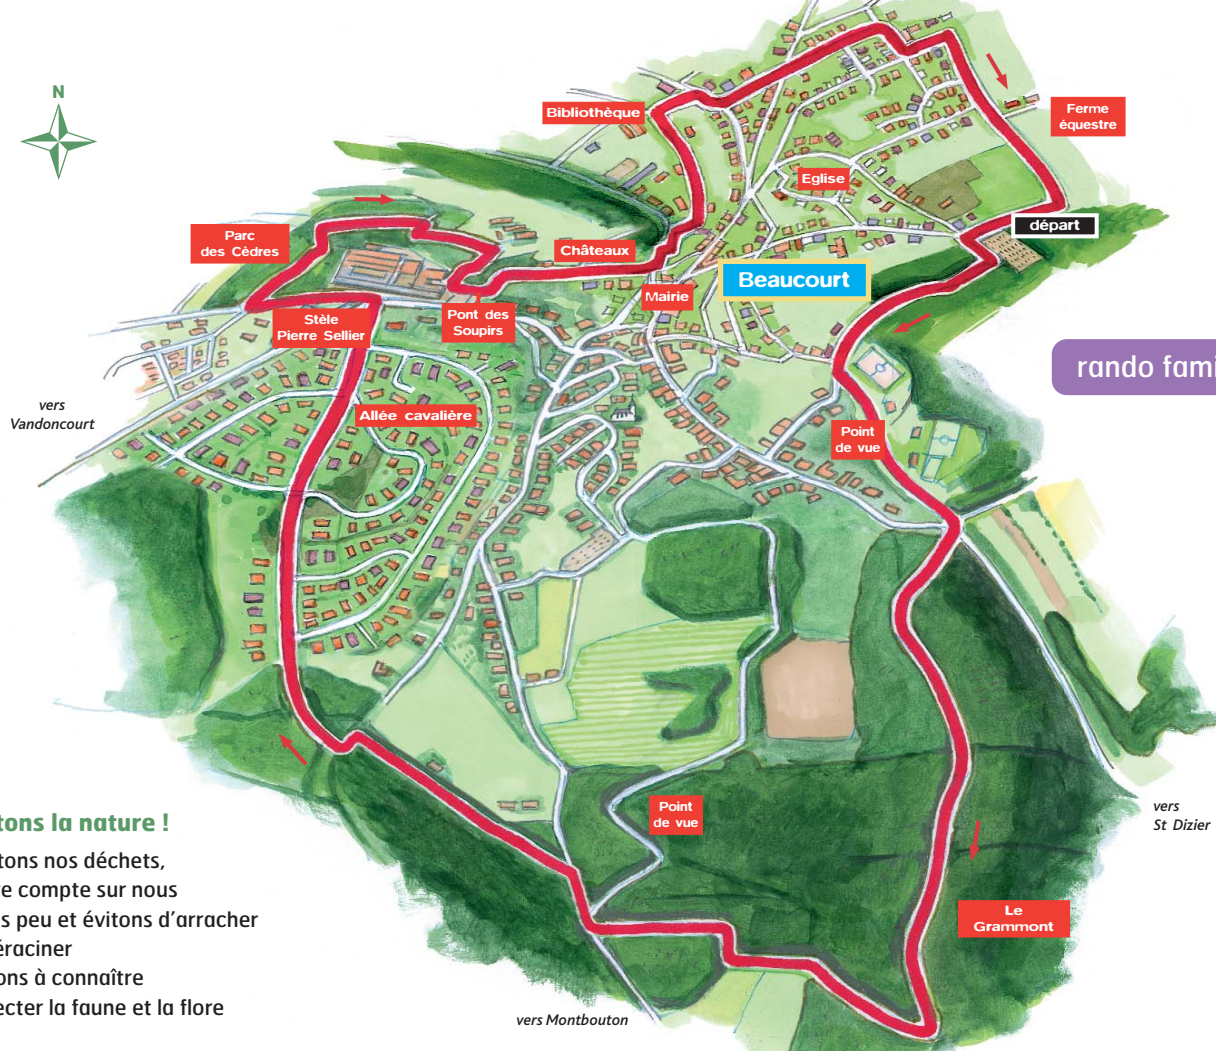 N
Bibliothèque
Ferme
équestre
Eglise
Parc
des Cèdres
départ
Châteaux
Beaucourt
Mairie
Stèle
Pierre Sellier
Pont des
Soupirs
rando fami
vers
Vandoncourt
Allée cavalière
Point
de vue
Point
de vue
vers
St Dizier
Le
Grammont
vers Montbouton
tons la nature !
tons nos déchets,
re compte sur nous
s peu et évitons d'arracher
éraciner
ons à connaître
ecter la faune et la flore